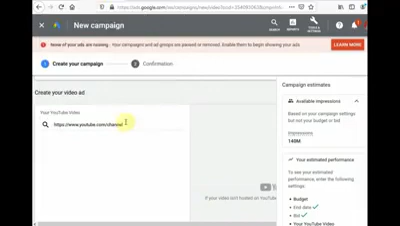 https://ads.google.com/aw/campaigns/new/video?ocid=
New campaign
SEARCH
REPORTS
TOOLS & SETTINGS
None of your ads are running - Your campaigns and ad groups are paused or removed. Enable them to begin showing your ads
LEARN MORE
1 Create your campaign
2 Confirmation
Create your video ad
Your YouTube Video
https://www.youtube.com/channel
If your video isn't hosted on YouTube
Campaign estimates
Available impressions
Based on your campaign
settings but not your budget or
bid
Impressions
140M
Your estimated performance
To see your estimated
performance, enter the following
settings:
Budget
End date
Bid
Your YouTube Video